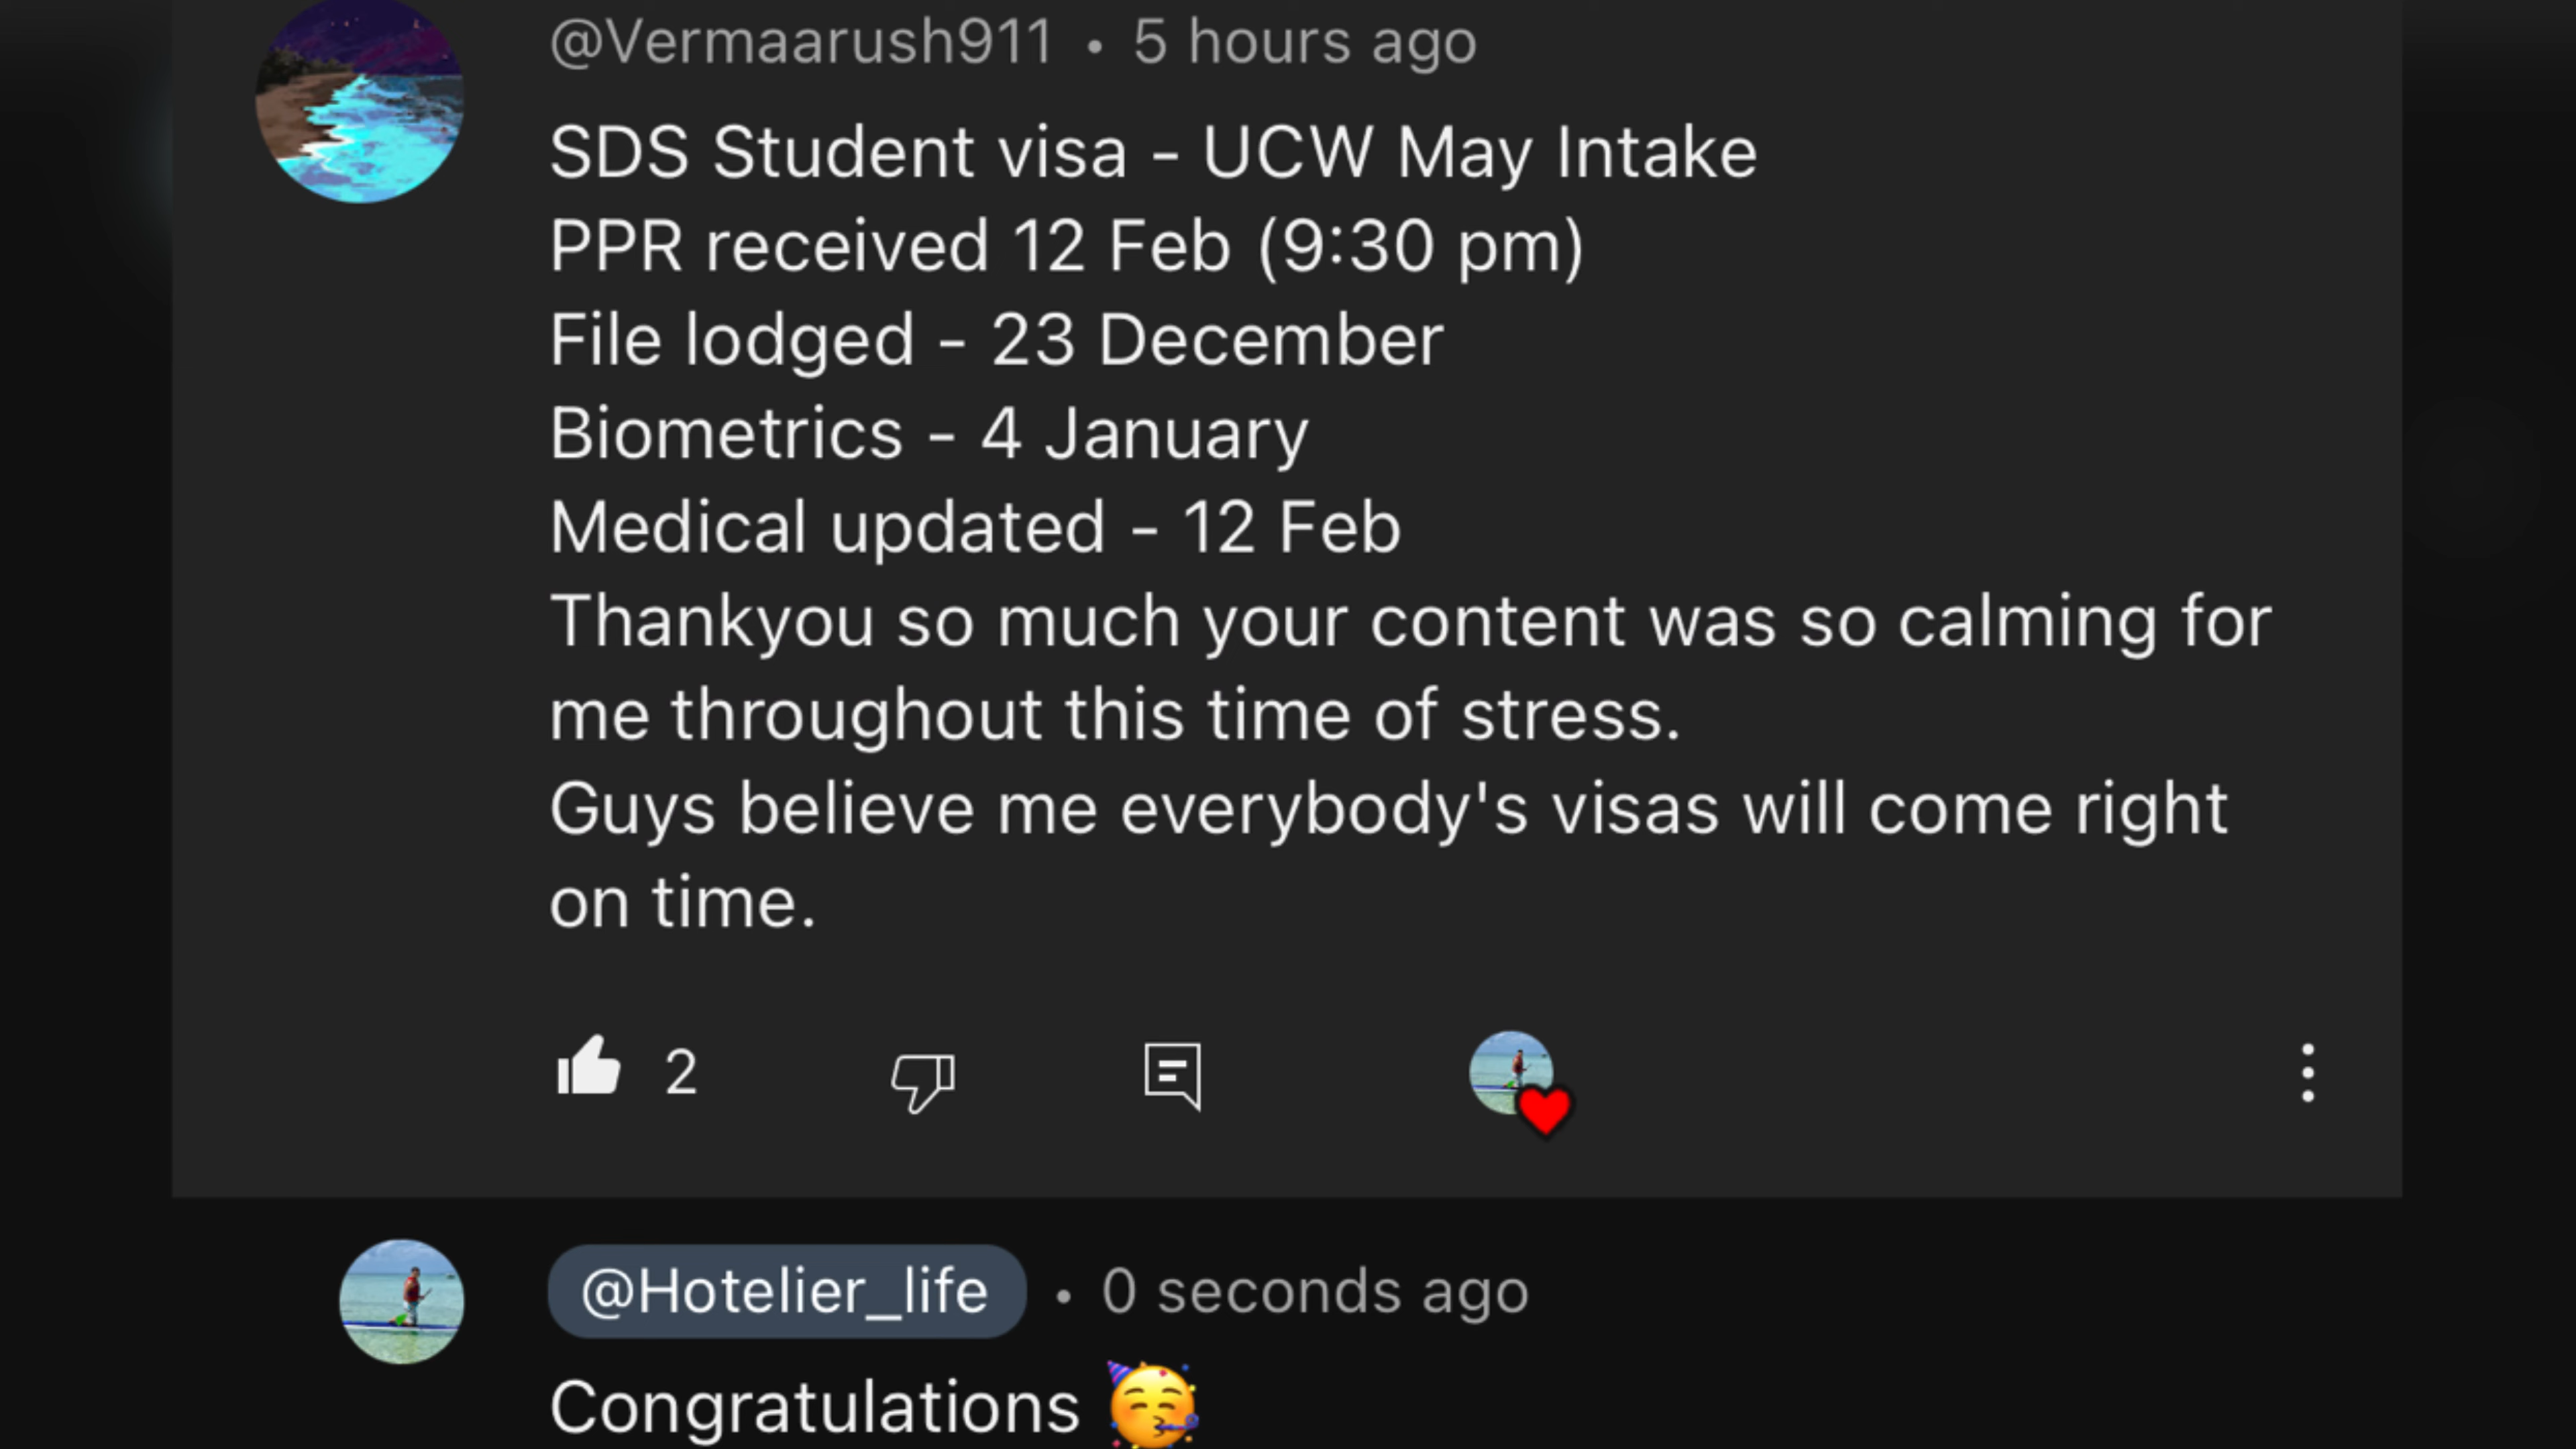 @Vermaarush911 • 5 hours ago
SDS Student visa - UCW May Intake
PPR received 12 Feb (9:30 pm)
File lodged - 23 December
Biometrics - 4 January
Medical updated - 12 Feb
Thankyou so much your content was so calming for
me throughout this time of stress.
Guys believe me everybody's visas will come right
on time.
2
@Hotelier_life • 0 seconds ago
Congratulations 🥳